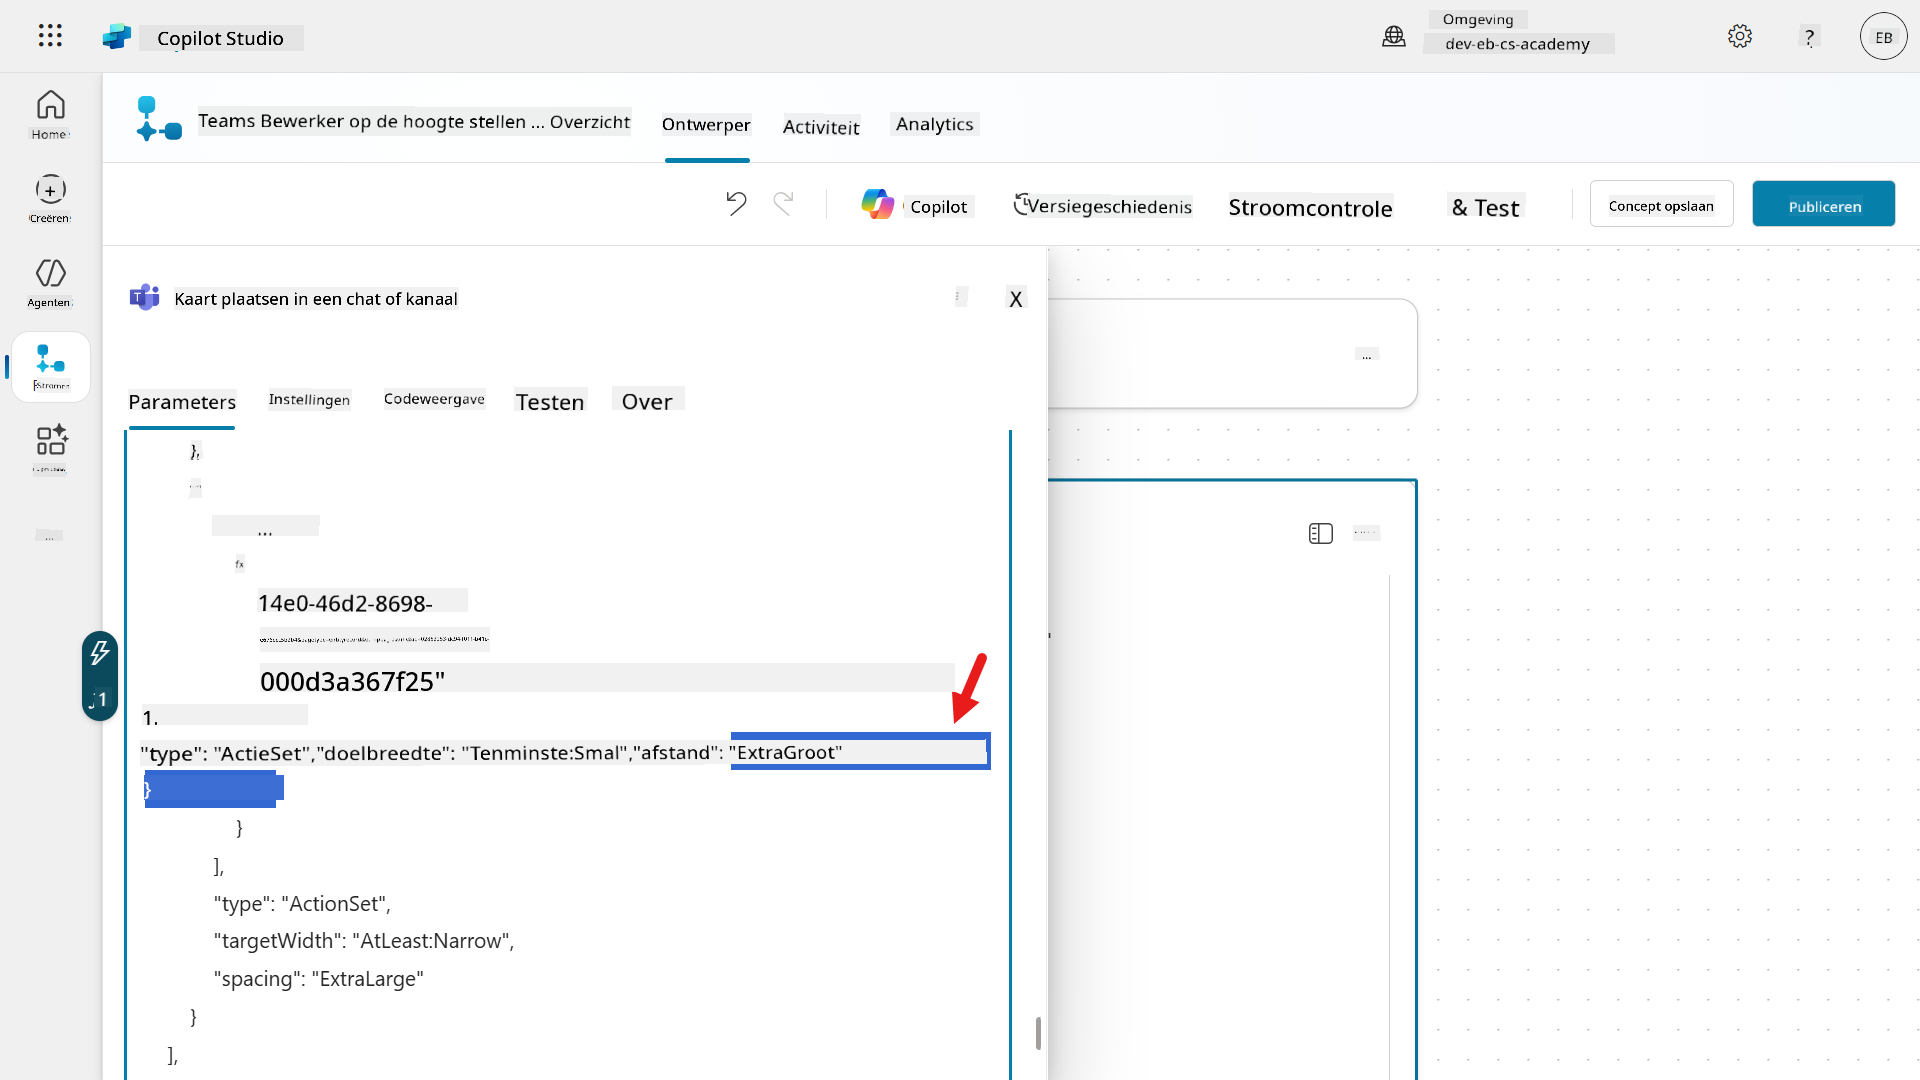 Copilot Studio
Omgeving
dev-eb-cs-academy
?
EB
Home
Creëren
Agenten
...
Teams Bewerker op de hoogte stellen ... Overzicht
Ontwerper
Activiteit
Analytics
Copilot
Versiegeschiedenis
Stroomcontrole
& Test
Concept opslaan
Publiceren
Kaart plaatsen in een chat of kanaal
X
Parameters
Instellingen
Codeweergave
Testen
Over
},
...
fx
14e0-46d2-8698-
000d3a367f25"
1.
"type": "ActieSet","doelbreedte": "Tenminste:Smal","afstand": "ExtraGroot"
}
}
],
"type": "ActionSet",
"targetWidth": "AtLeast:Narrow",
"spacing": "ExtraLarge"
}
],
...
1